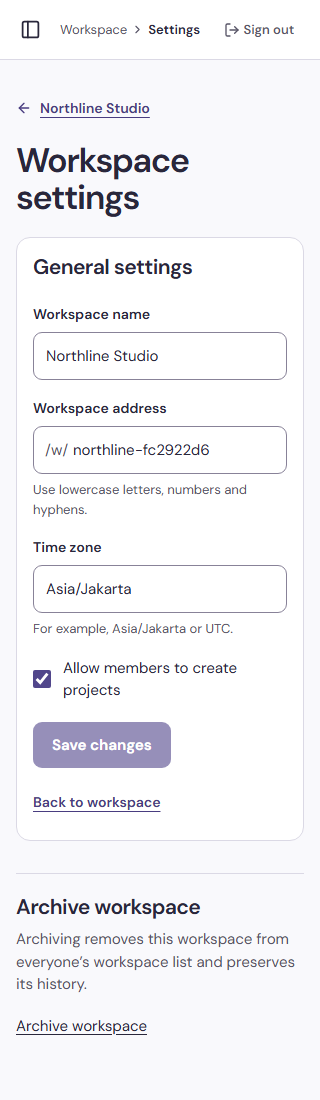 Workspace > Settings Sign out
Northline Studio
Workspace
settings
General settings
Workspace name
Northline Studio
Workspace address
/w/ northline-fc2922d6
Use lowercase letters, numbers and
hyphens.
Time zone
Asia/Jakarta
For example, Asia/Jakarta or UTC.
Allow members to create
projects
Save changes
Back to workspace
Archive workspace
Archiving removes this workspace from
everyone’s workspace list and preserves
its history.
Archive workspace